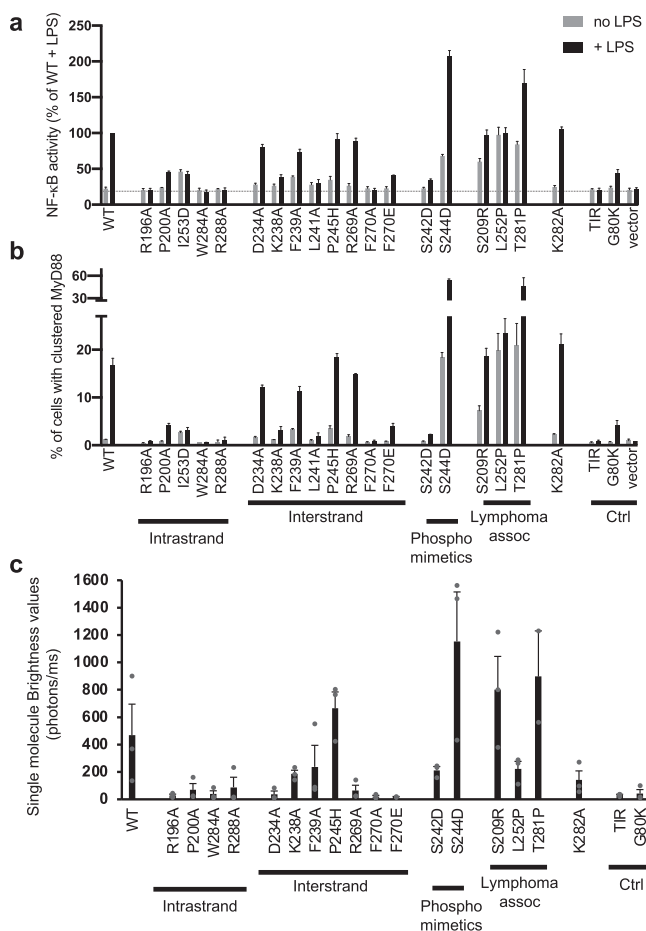 a
no LPS
+ LPS
NF-κB activity (% of WT + LPS)
250
200
150
100
50
0
WT
R196A
P200A
I253D
W284A
R288A
D234A
K238A
F239A
L241A
P245H
R269A
F270A
F270E
S242D
S244D
S209R
L252P
T281P
K282A
TIR
G80K
vector
b
% of cells with clustered MyD88
60
30
20
10
0
WT
R196A
P200A
I253D
W284A
R288A
D234A
K238A
F239A
L241A
P245H
R269A
F270A
F270E
S242D
S244D
S209R
L252P
T281P
K282A
TIR
G80K
vector
Intrastrand
Interstrand
Phospho
mimetics
Lymphoma
assoc
Ctrl
c
Single molecule Brightness values
(photons/ms)
1600
1400
1200
1000
800
600
400
200
0
WT
R196A
P200A
W284A
R288A
D234A
K238A
F239A
P245H
R269A
F270A
F270E
S242D
S244D
S209R
L252P
T281P
K282A
TIR
G80K
Intrastrand
Interstrand
Phospho
mimetics
Lymphoma
assoc
Ctrl